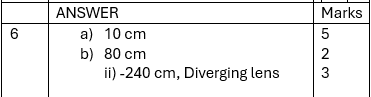 ANSWER Marks
6 a) 10 cm 5
b) 80 cm 2
ii) -240 cm, Diverging lens 3